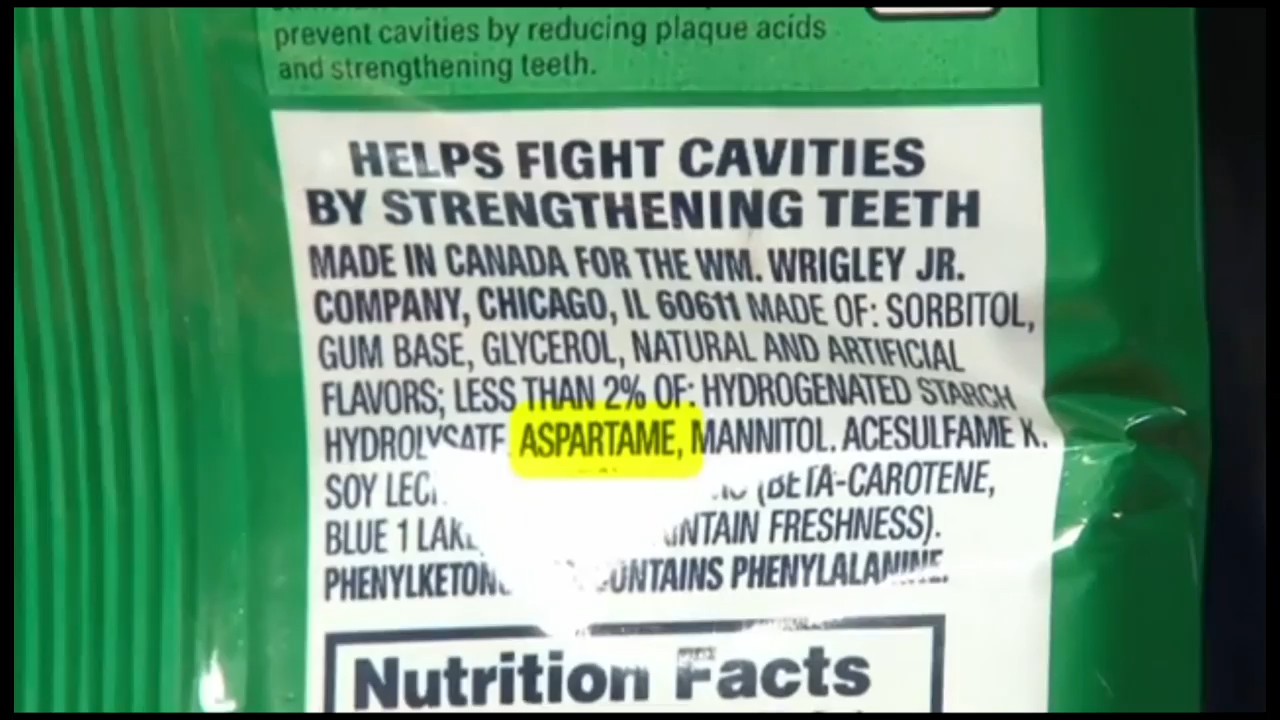 prevent cavities by reducing plaque acids
and strengthening teeth.
HELPS FIGHT CAVITIES
BY STRENGTHENING TEETH
MADE IN CANADA FOR THE WM. WRIGLEY JR.
COMPANY, CHICAGO, IL 60611 MADE OF: SORBITOL,
GUM BASE, GLYCEROL, NATURAL AND ARTIFICIAL
FLAVORS; LESS THAN 2% OF: HYDROGENATED STARCH
HYDROLYSATE, ASPARTAME, MANNITOL, ACESULFAME K,
SOY (BETA-CAROTENE,
BLUE 1 FRESHNESS).
CONTAINS PHENYLALANINE.
Nutrition Facts